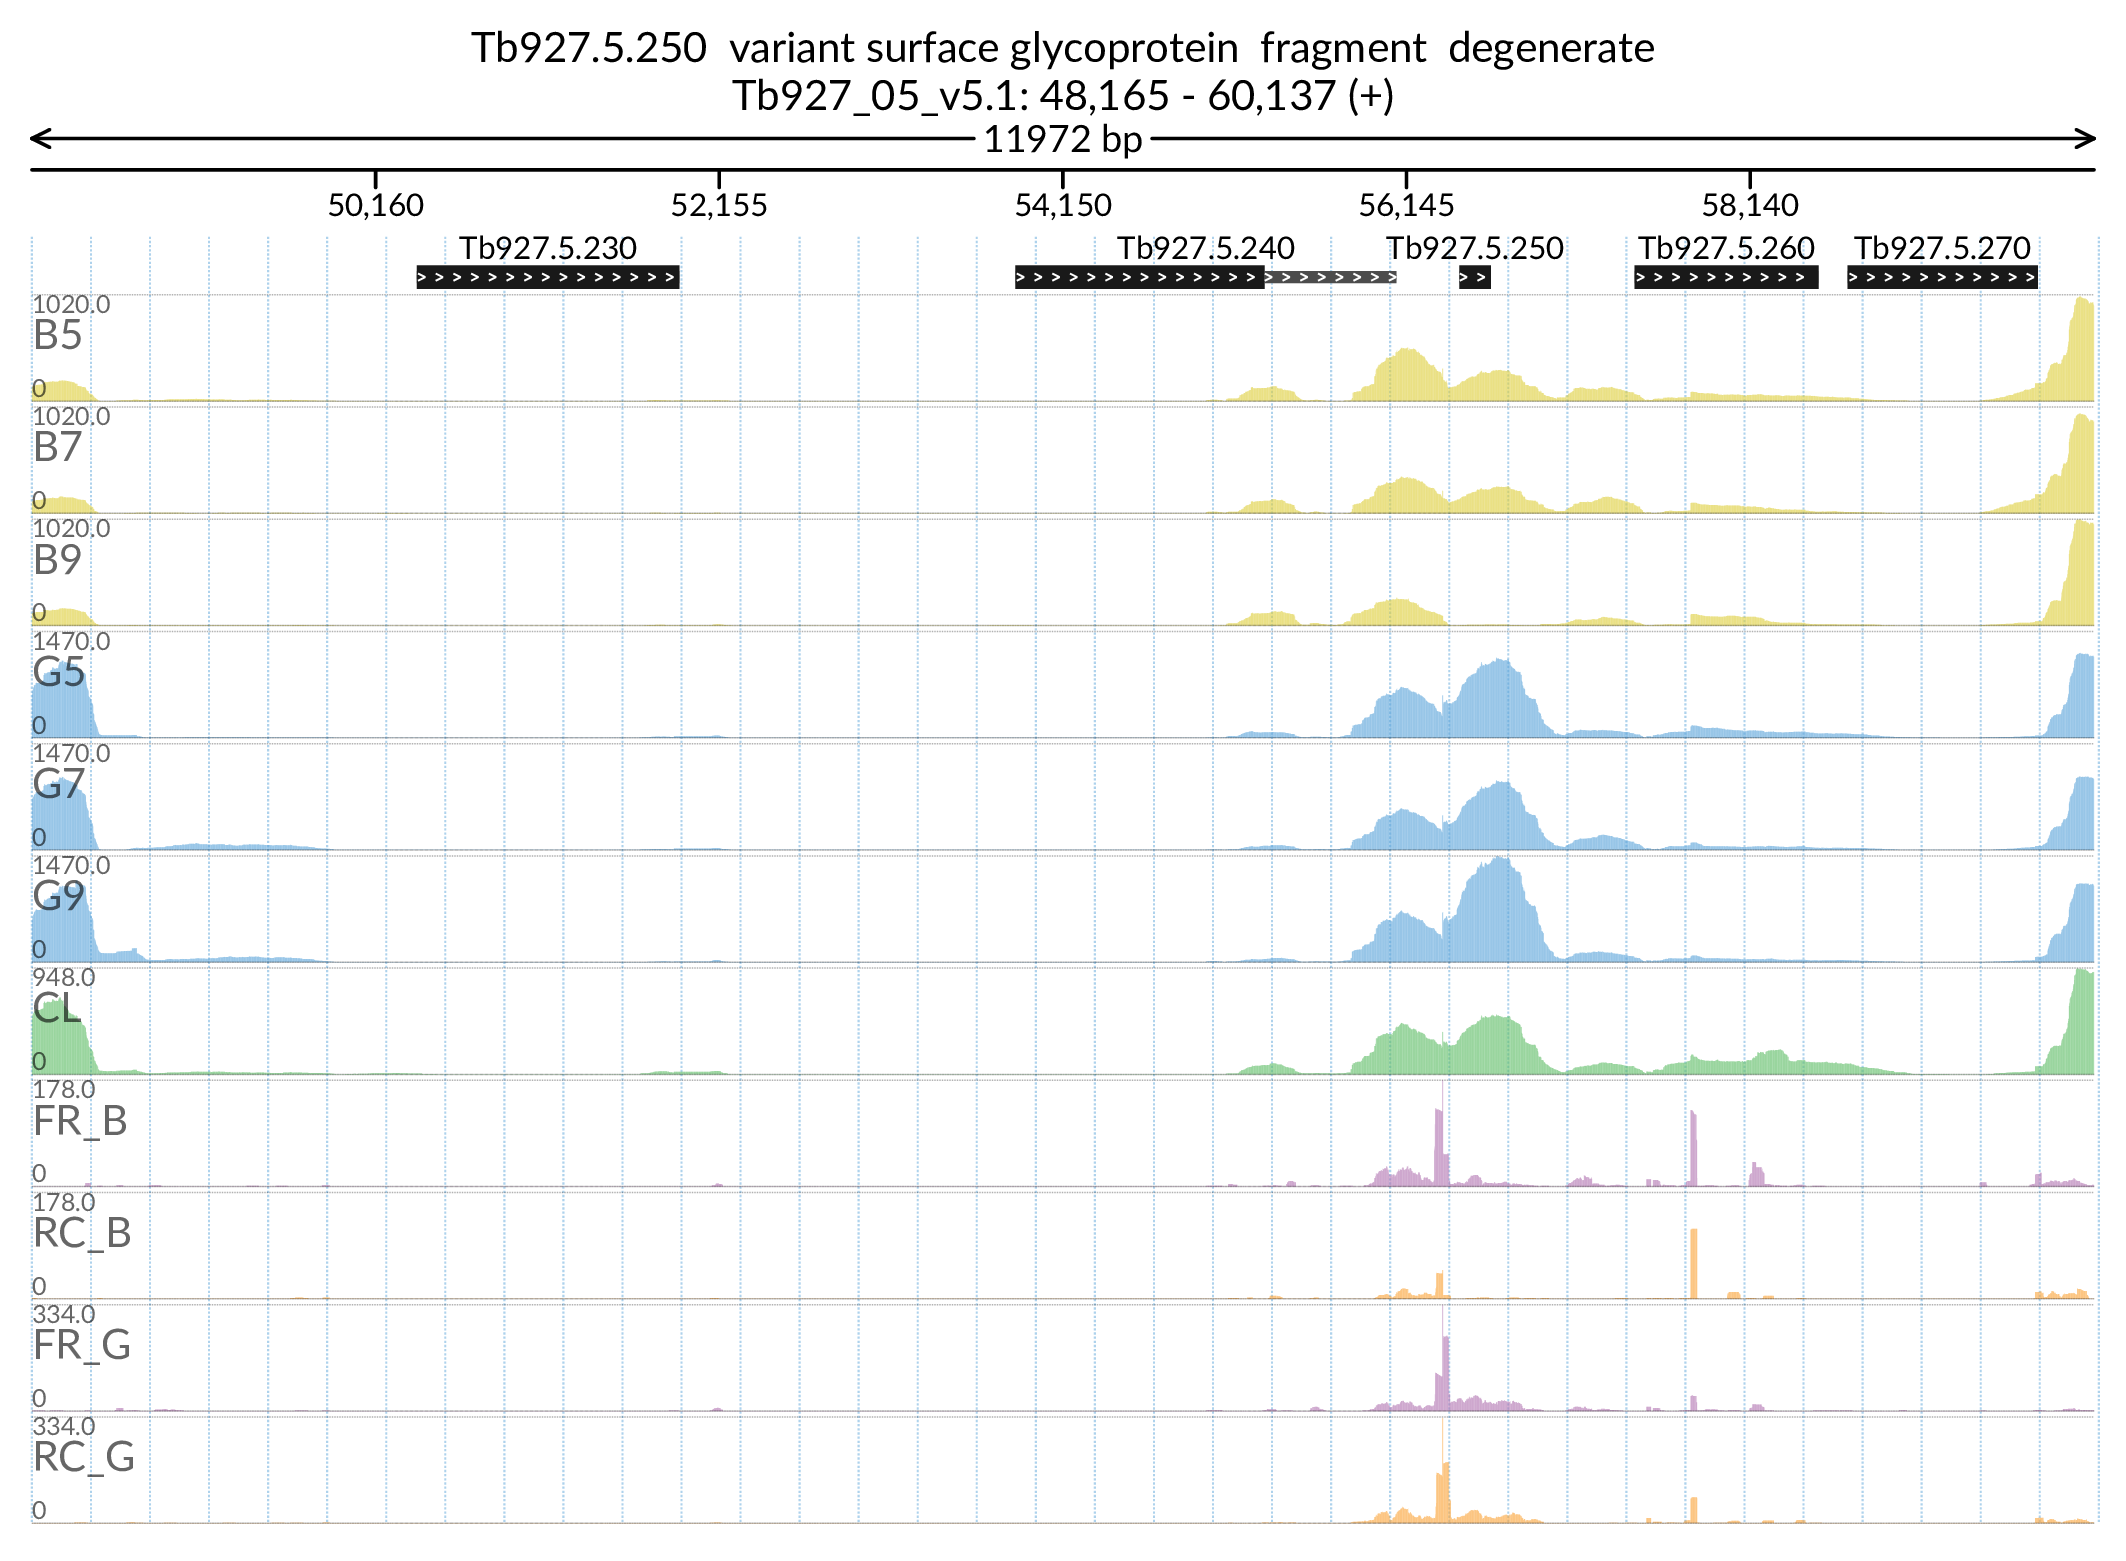 Tb927.5.250 variant surface glycoprotein fragment degenerate
Tb927_05_v5.1: 48,165 - 60,137 (+)
11972 bp
50,160 52,155 54,150 56,145 58,140
Tb927.5.230 Tb927.5.240 Tb927.5.250 Tb927.5.260 Tb927.5.270
1020.0
B5
0
1020.0
B7
0
1020.0
B9
0
1470.0
G5
0
1470.0
G7
0
1470.0
G9
0
948.0
CL
0
178.0
FR_B
0
178.0
RC_B
0
334.0
FR_G
0
334.0
RC_G
0